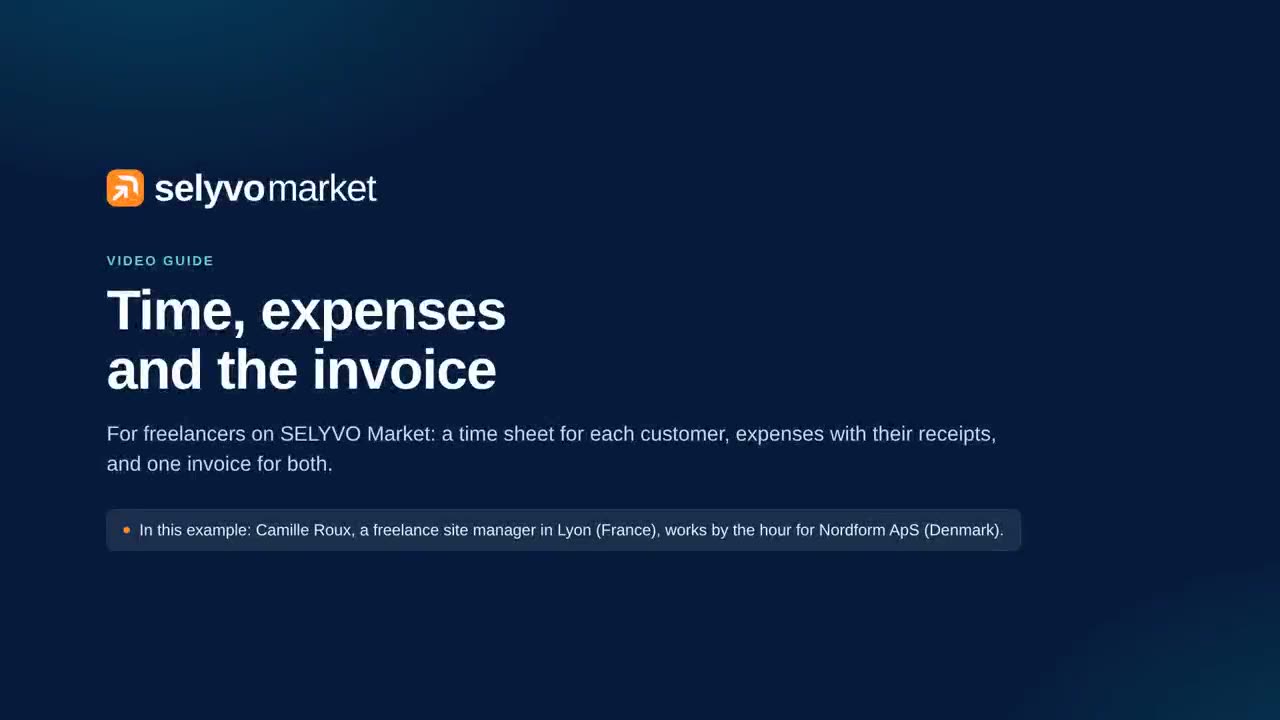 selyvomarket
VIDEO GUIDE
Time, expenses
and the invoice
For freelancers on SELYVO Market: a time sheet for each customer, expenses with their receipts,
and one invoice for both.
In this example: Camille Roux, a freelance site manager in Lyon (France), works by the hour for Nordform ApS (Denmark).